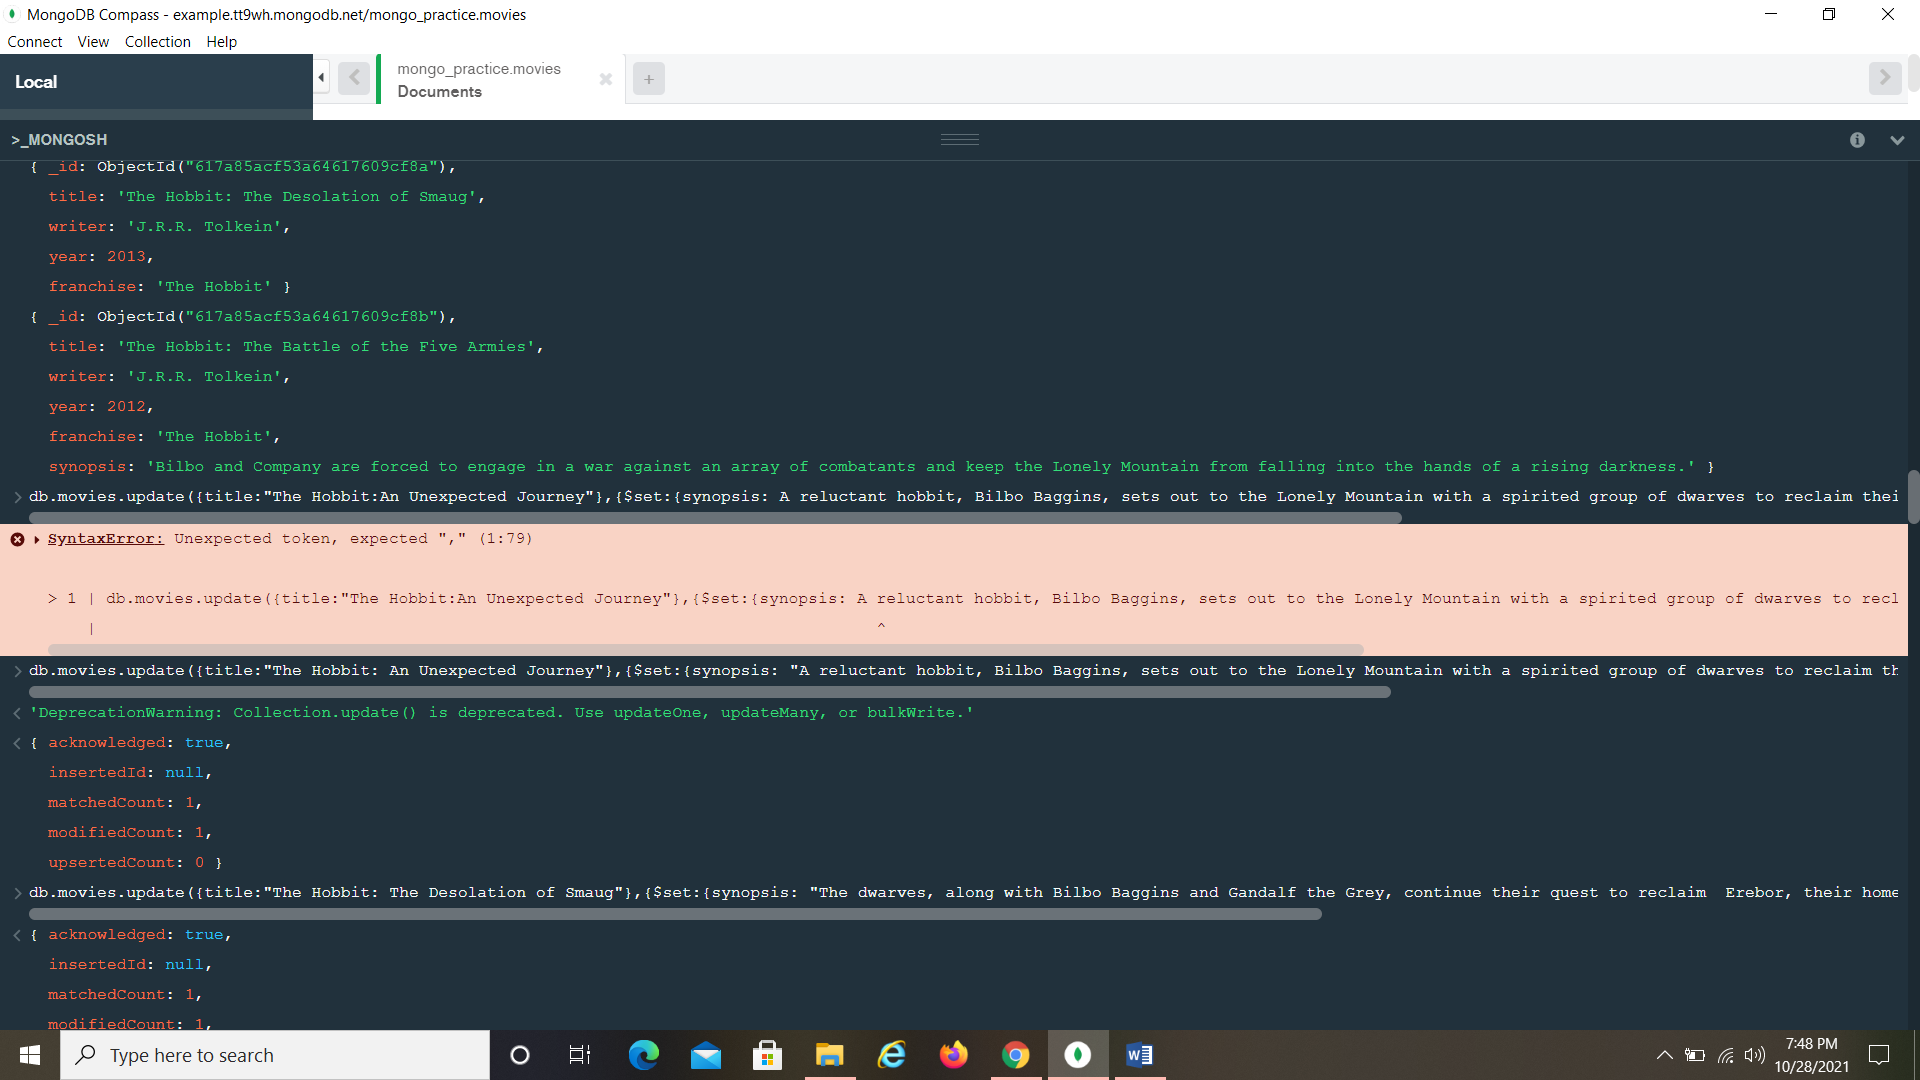 MongoDB Compass - example.tt9wh.mongodb.net/mongo_practice.movies
Connect View Collection Help
Local
mongo_practice.movies
Documents
>_MONGOSH
{ _id: ObjectId("617a85acf53a64617609cf8a"),
title: 'The Hobbit: The Desolation of Smaug',
writer: 'J.R.R. Tolkein',
year: 2013,
franchise: 'The Hobbit' }
{ _id: ObjectId("617a85acf53a64617609cf8b"),
title: 'The Hobbit: The Battle of the Five Armies',
writer: 'J.R.R. Tolkein',
year: 2012,
franchise: 'The Hobbit',
synopsis: 'Bilbo and Company are forced to engage in a war against an array of combatants and keep the Lonely Mountain from falling into the hands of a rising darkness.' }
> db.movies.update({title:"The Hobbit:An Unexpected Journey"},{$set:{synopsis: A reluctant hobbit, Bilbo Baggins, sets out to the Lonely Mountain with a spirited group of dwarves to reclaim thei
SyntaxError: Unexpected token, expected "," (1:79)
> 1 | db.movies.update({title:"The Hobbit:An Unexpected Journey"},{$set:{synopsis: A reluctant hobbit, Bilbo Baggins, sets out to the Lonely Mountain with a spirited group of dwarves to recl
| ^
> db.movies.update({title:"The Hobbit: An Unexpected Journey"},{$set:{synopsis: "A reluctant hobbit, Bilbo Baggins, sets out to the Lonely Mountain with a spirited group of dwarves to reclaim th
< 'DeprecationWarning: Collection.update() is deprecated. Use updateOne, updateMany, or bulkWrite.'
< { acknowledged: true,
insertedId: null,
matchedCount: 1,
modifiedCount: 1,
upsertedCount: 0 }
> db.movies.update({title:"The Hobbit: The Desolation of Smaug"},{$set:{synopsis: "The dwarves, along with Bilbo Baggins and Gandalf the Grey, continue their quest to reclaim  Erebor, their home
< { acknowledged: true,
insertedId: null,
matchedCount: 1,
modifiedCount: 1,
Type here to search
7:48 PM
10/28/2021